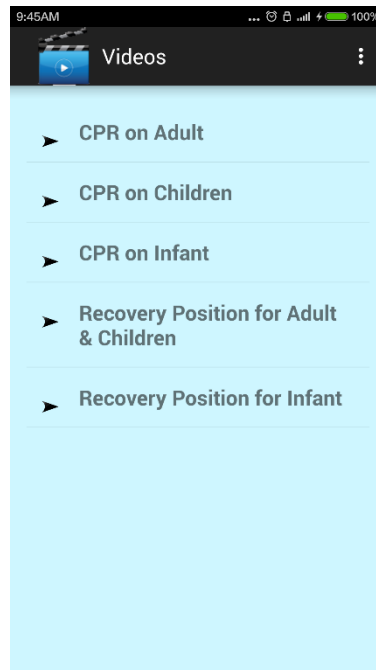 9:45AM ... 100%
Videos
CPR on Adult
CPR on Children
CPR on Infant
Recovery Position for Adult
& Children
Recovery Position for Infant